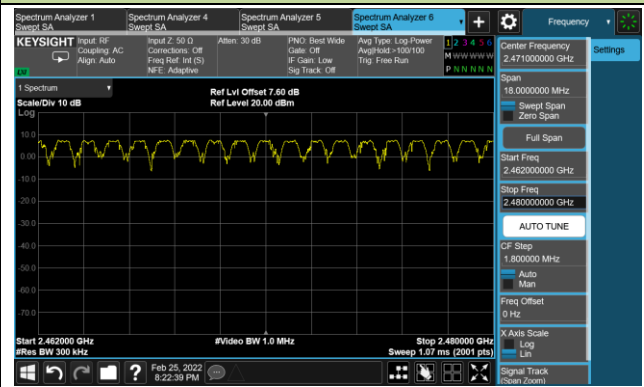 Spectrum Analyzer 1
Swept SA
Spectrum Analyzer 4
Swept SA
Spectrum Analyzer 5
Swept SA
Spectrum Analyzer 6
Swept SA
+
Frequency
KEYSIGHT
Input: RF
Coupling: AC
Align: Auto
Input Z: 50 Ω
Corrections: Off
Freq Ref: Int (S)
NFE: Adaptive
Atten: 30 dB
PNO: Best Wide
Gate: Off
IF Gain: Low
Sig Track: Off
Avg Type: Log-Power
Avg|Hold:>100/100
Trig: Free Run
1 2 3 4 5 6
M W W W W W
P N N N N N
LW
1 Spectrum
Scale/Div 10 dB
Log
Ref Lvl Offset 7.60 dB
Ref Level 20.00 dBm
10.0
0.00
-10.0
-20.0
-30.0
-40.0
-50.0
-60.0
-70.0
Start 2.462000 GHz
#Res BW 300 kHz
#Video BW 1.0 MHz
Stop 2.480000 GHz
Sweep 1.07 ms (2001 pts)
Center Frequency
2.471000000 GHz
Settings
Span
18.0000000 MHz
Swept Span
Zero Span
Full Span
Start Freq
2.462000000 GHz
Stop Freq
2.480000000 GHz
AUTO TUNE
CF Step
1.800000 MHz
Auto
Man
Freq Offset
0 Hz
X Axis Scale
Log
Lin
Signal Track
(Span Zoom)
?
Feb 25, 2022
8:22:39 PM